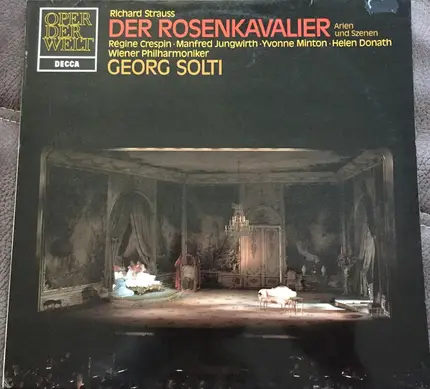 OPER
DER
WELT
DECCA
Richard Strauss
DER ROSENKAVALIER Arien und Szenen
Régine Crespin · Manfred Jungwirth · Yvonne Minton · Helen Donath
Wiener Philharmoniker
GEORG SOLTI